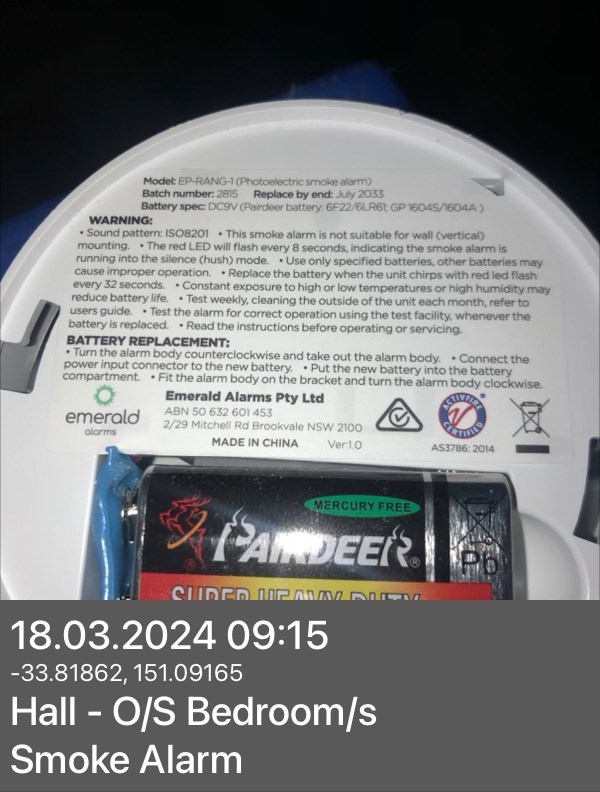 Model: EP-RANG-1 (Photoelectric smoke alarm)
Batch number: 2815 Replace by end: July 2033
Battery spec: DC9V (Pairdeer battery: 6F22/6LR61; GP 1604S/1604A )
WARNING:
• Sound pattern: ISO8201 • This smoke alarm is not suitable for wall (vertical)
mounting. • The red LED will flash every 8 seconds, indicating the smoke alarm is
running into the silence (hush) mode. • Use only specified batteries, other batteries may
cause improper operation. • Replace the battery when the unit chirps with red led flash
every 32 seconds. • Constant exposure to high or low temperatures or high humidity may
reduce battery life. • Test weekly, cleaning the outside of the unit each month, refer to
users guide. • Test the alarm for correct operation using the test facility, whenever the
battery is replaced. • Read the instructions before operating or servicing.
BATTERY REPLACEMENT:
• Turn the alarm body counterclockwise and take out the alarm body. • Connect the
power input connector to the new battery. • Put the new battery into the battery
compartment. • Fit the alarm body on the bracket and turn the alarm body clockwise.
emerald
alarms
Emerald Alarms Pty Ltd
ABN 50 632 601 453
2/29 Mitchell Rd Brookvale NSW 2100
MADE IN CHINA Ver:1.0
ACTIVFIRE
CERTIFIED
AS3786: 2014
MERCURY FREE
PAIRDEER®
Pb
SUPER HEAVY DUTY
18.03.2024 09:15
-33.81862, 151.09165
Hall - O/S Bedroom/s
Smoke Alarm